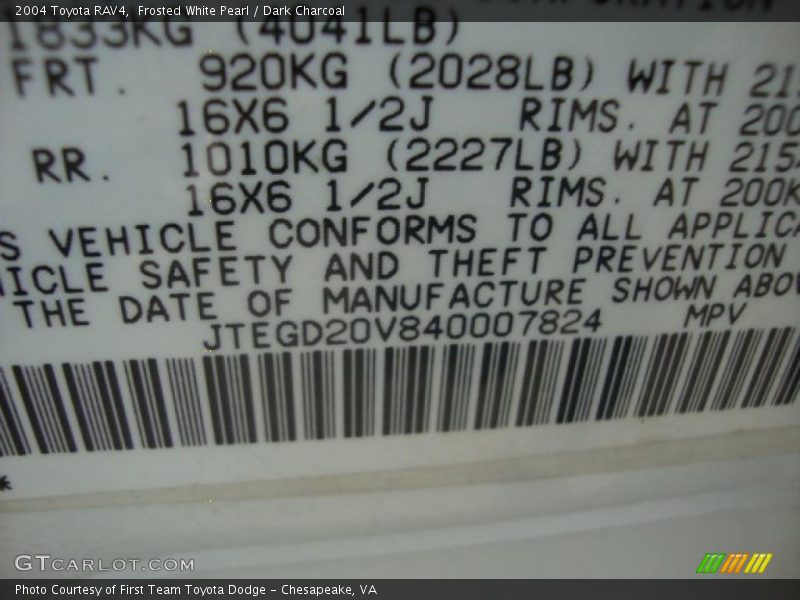 2004 Toyota RAV4, Frosted White Pearl / Dark Charcoal
1833KG (4041LB)
FRT. 920KG (2028LB) WITH
16X6 1/2J RIMS. AT
RR. 1010KG (2227LB) WITH
16X6 1/2J RIMS. AT
VEHICLE CONFORMS TO ALL
SAFETY AND THEFT PREVENTION
THE DATE OF MANUFACTURE SHOWN
JTEGD20V840007824 MPV
*
GTCARLOT.COM
Photo Courtesy of First Team Toyota Dodge – Chesapeake, VA